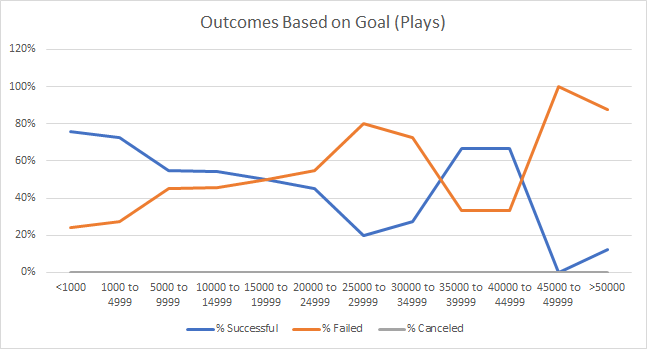 Outcomes Based on Goal (Plays)
120%
100%
80%
60%
40%
20%
0%
<1000
1000 to
4999
5000 to
9999
10000 to
14999
15000 to
19999
20000 to
24999
25000 to
29999
30000 to
34999
35000 to
39999
40000 to
44999
45000 to
49999
>50000
% Successful
% Failed
% Canceled